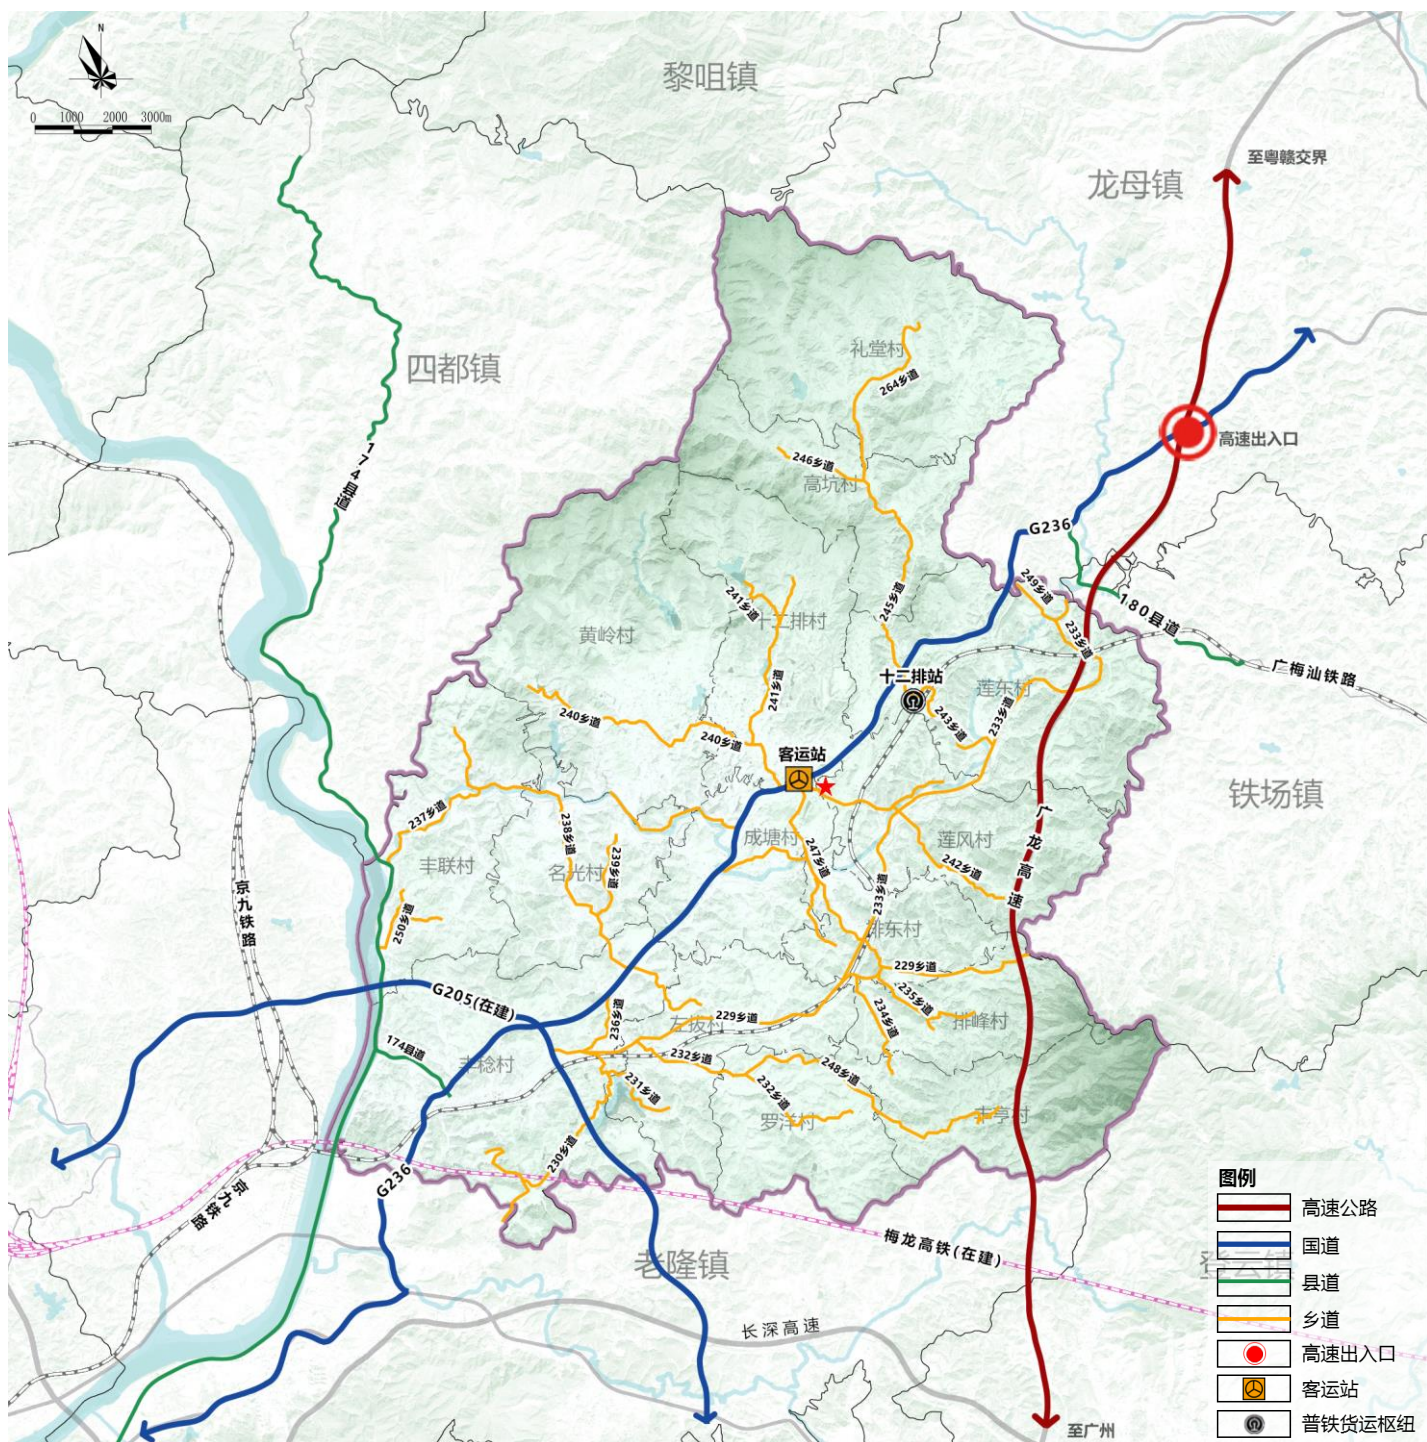 N
0 1000 2000 3000m
黎咀镇
至粤赣交界
龙母镇
四都镇
礼堂村
264乡道
高速出入口
174县道
246乡道
高坑村
G236
249乡道
180县道
241乡道
245乡道
十二排村
黄岭村
233乡道
广梅汕铁路
十二排站
莲东村
241乡道
240乡道
243乡道
233乡道
240乡道
客运站
铁场镇
237乡道
238乡道
成塘村
广龙高速
莲风村
247乡道
丰联村
名光村
239乡道
242乡道
京九铁路
233乡道
250乡道
排东村
229乡道
G205(在建)
235乡道
236乡道
左拔村
229乡道
234乡道
排峰村
174县道
丰稔村
232乡道
248乡道
231乡道
232乡道
罗洋村
丰亨村
230乡道
G236
京九铁路
梅龙高铁(在建)
老隆镇
登云镇
长深高速
至广州
图例
高速公路
国道
县道
乡道
高速出入口
客运站
普铁货运枢纽